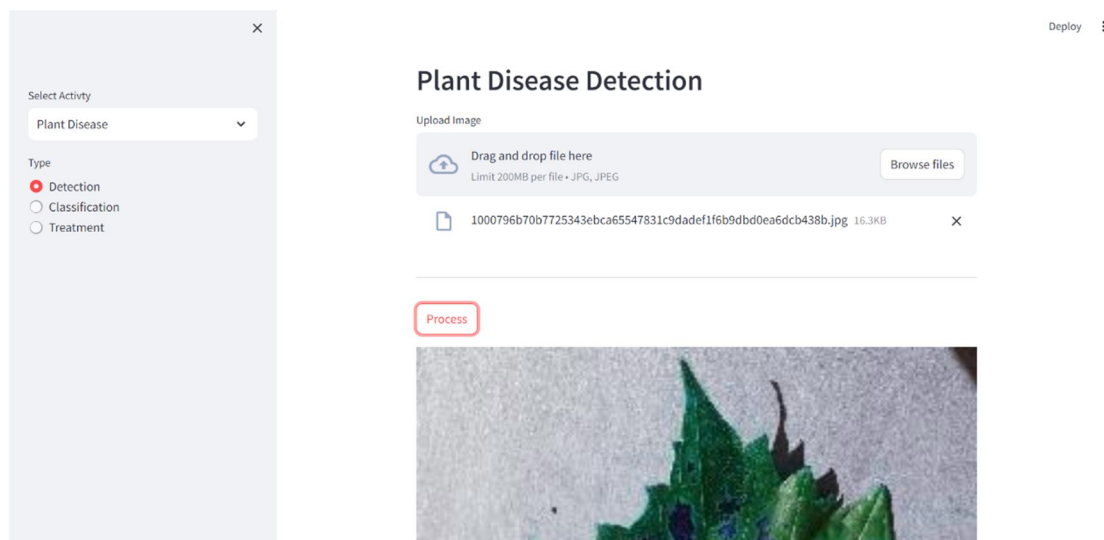 Deploy
Select Activty
Plant Disease
Type
Detection
Classification
Treatment
Plant Disease Detection
Upload Image
Drag and drop file here
Limit 200MB per file • JPG, JPEG
Browse files
1000796b70b7725343ebca65547831c9dadef1f6b9dbd0ea6dcb438b.jpg 16.3KB
Process